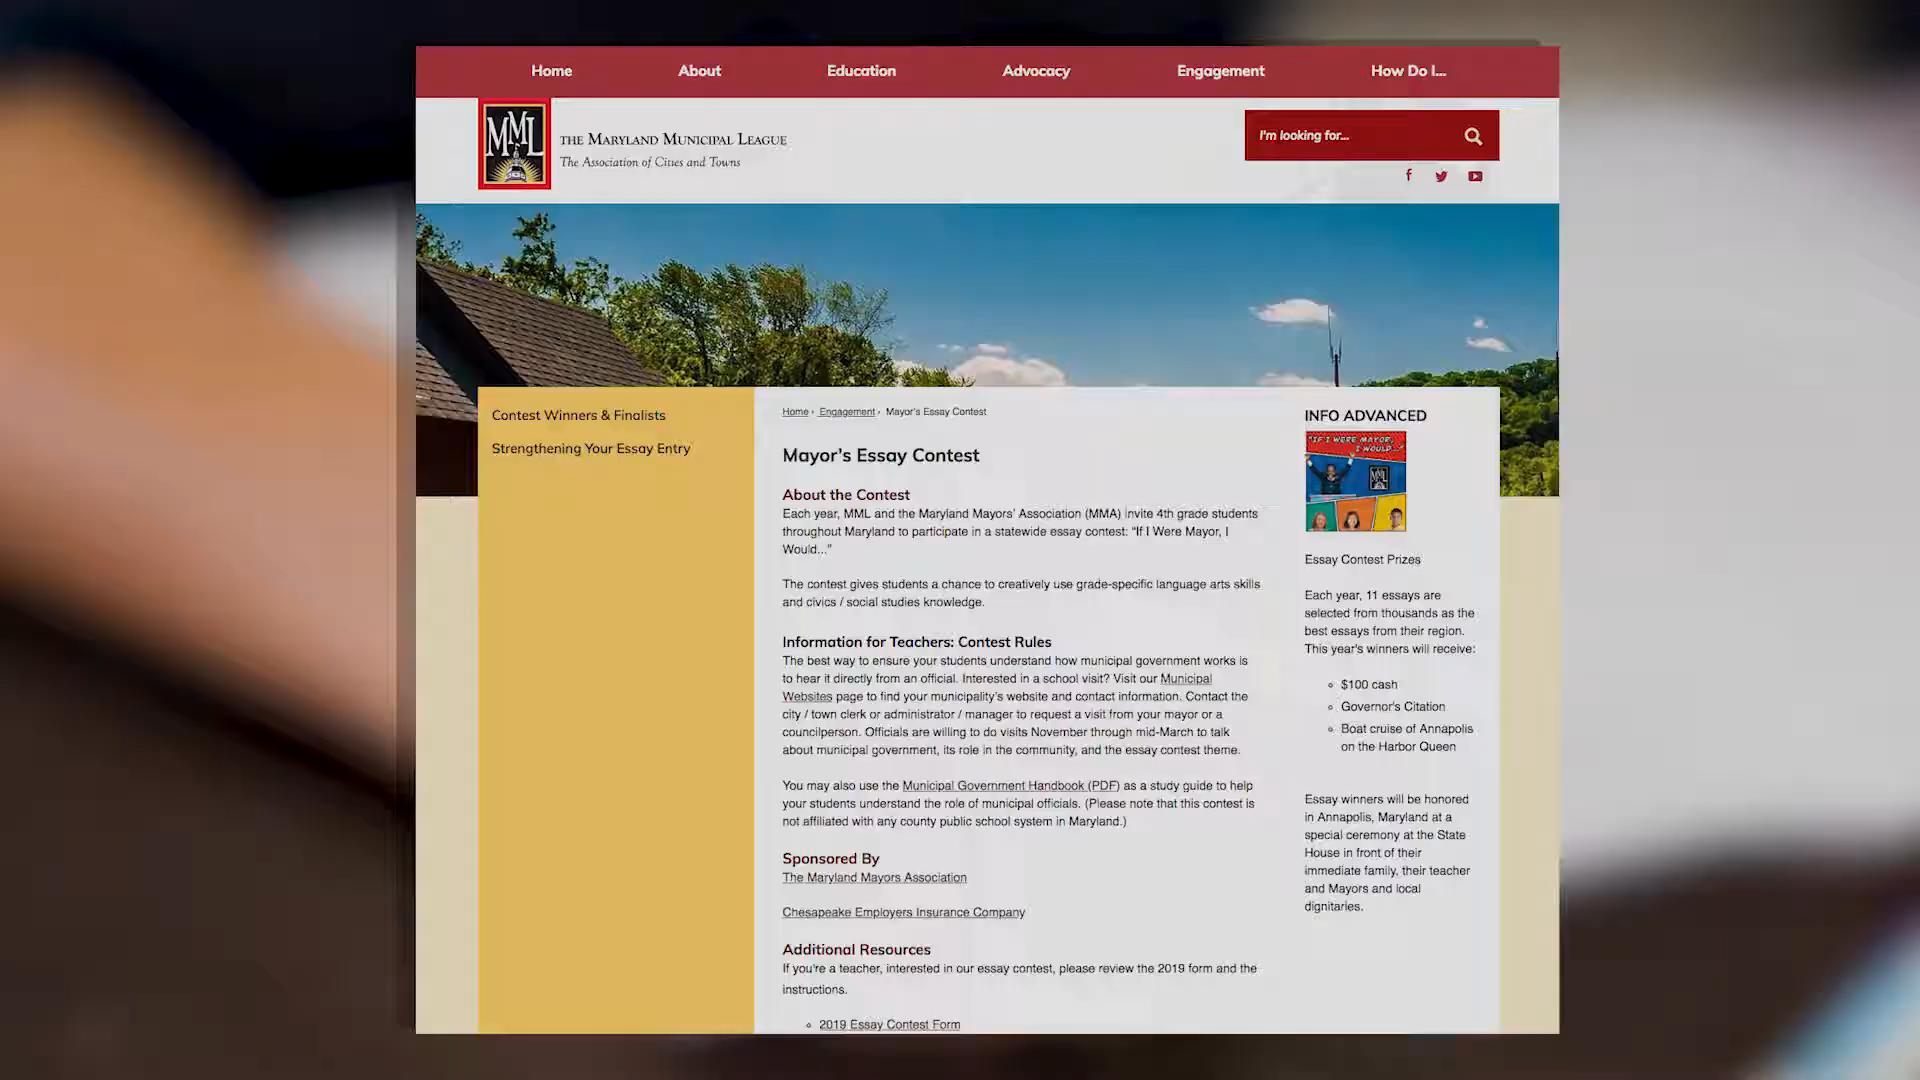 Home About Education Advocacy Engagement How Do I...
MML
THE MARYLAND MUNICIPAL LEAGUE
The Association of Cities and Towns
I'm looking for...
Contest Winners & Finalists
Strengthening Your Essay Entry
Home › Engagement › Mayor's Essay Contest
Mayor's Essay Contest
About the Contest
Each year, MML and the Maryland Mayors' Association (MMA) invite 4th grade students
throughout Maryland to participate in a statewide essay contest: "If I Were Mayor, I
Would..."
The contest gives students a chance to creatively use grade-specific language arts skills
and civics / social studies knowledge.
Information for Teachers: Contest Rules
The best way to ensure your students understand how municipal government works is
to hear it directly from an official. Interested in a school visit? Visit our Municipal
Websites page to find your municipality's website and contact information. Contact the
city / town clerk or administrator / manager to request a visit from your mayor or a
councilperson. Officials are willing to do visits November through mid-March to talk
about municipal government, its role in the community, and the essay contest theme.
You may also use the Municipal Government Handbook (PDF) as a study guide to help
your students understand the role of municipal officials. (Please note that this contest is
not affiliated with any county public school system in Maryland.)
Sponsored By
The Maryland Mayors Association
Chesapeake Employers Insurance Company
Additional Resources
If you're a teacher, interested in our essay contest, please review the 2019 form and the
instructions.
2019 Essay Contest Form
INFO ADVANCED
"IF I WERE MAYOR,
I WOULD..."
MML
Essay Contest Prizes
Each year, 11 essays are
selected from thousands as the
best essays from their region.
This year's winners will receive:
$100 cash
Governor's Citation
Boat cruise of Annapolis
on the Harbor Queen
Essay winners will be honored
in Annapolis, Maryland at a
special ceremony at the State
House in front of their
immediate family, their teacher
and Mayors and local
dignitaries.